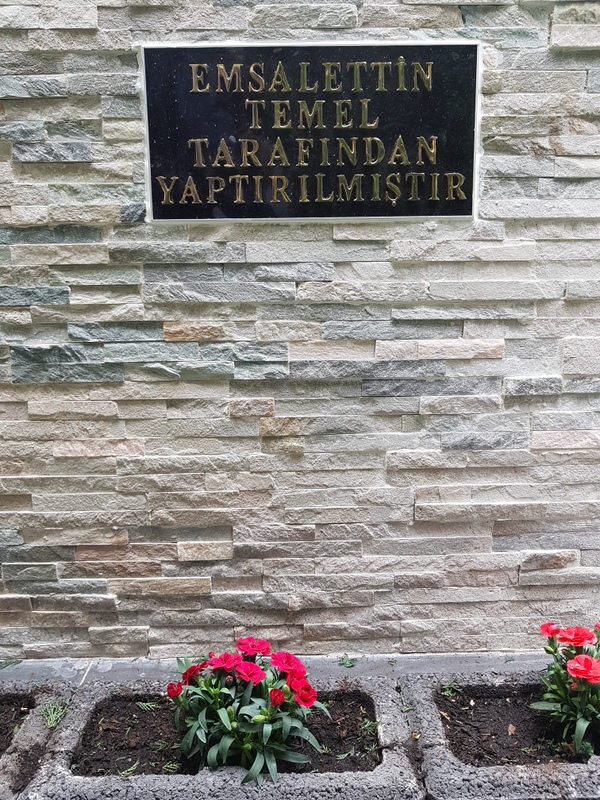 EMSALETTİN
TEMEL
TARAFINDAN
YAPTIRILMIŞTIR